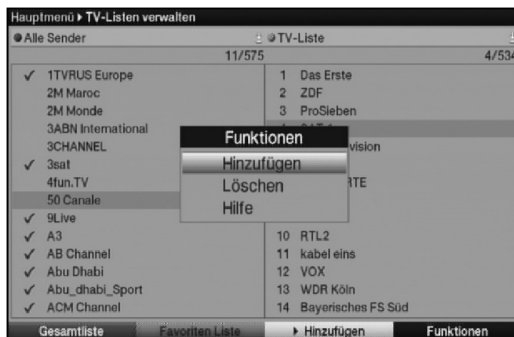 Hauptmenü ▸ TV-Listen verwalten
Alle Sender
TV-Liste
11/575
4/534
✓ 1TVRUS Europe
2M Maroc
2M Monde
3ABN International
3CHANNEL
✓ 3sat
4fun.TV
50 Canale
✓ 9Live
✓ A3
✓ AB Channel
✓ Abu Dhabi
✓ Abu_dhabi_Sport
✓ ACM Channel
1 Das Erste
2 ZDF
3 ProSieben
vision
RTE
10 RTL2
11 kabel eins
12 VOX
13 WDR Köln
14 Bayerisches FS Süd
Funktionen
Hinzufügen
Löschen
Hilfe
Gesamtliste
Favoriten Liste
▸ Hinzufügen
Funktionen